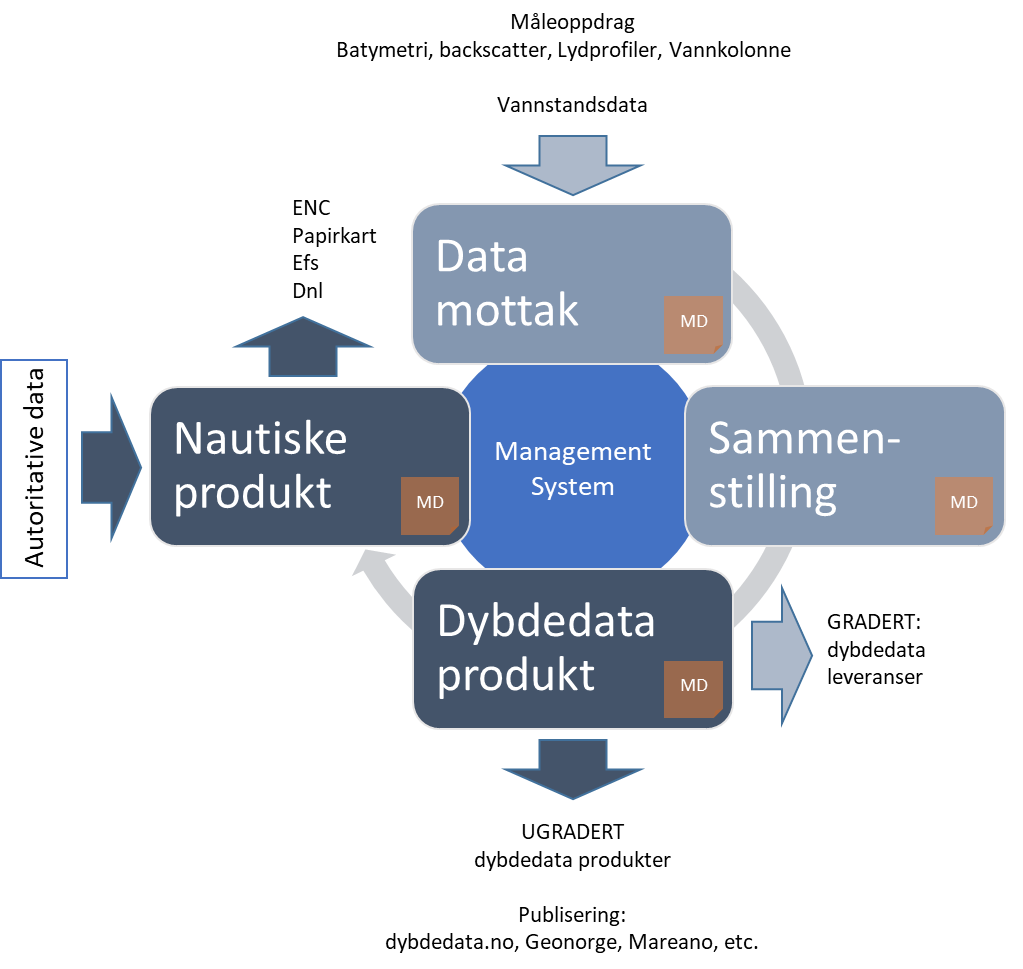 Måleoppdrag
Batymetri, backscatter, Lydprofiler, Vannkolonne
Vannstandsdata
ENC
Papirkart
Efs
Dnl
Data
mottak
MD
Autoritative data
Nautiske
produkt
MD
Management
System
Sammen-
stilling
MD
Dybdedata
produkt
MD
GRADERT:
dybdedata
leveranser
UGRADERT
dybdedata produkter
Publisering:
dybdedata.no, Geonorge, Mareano, etc.